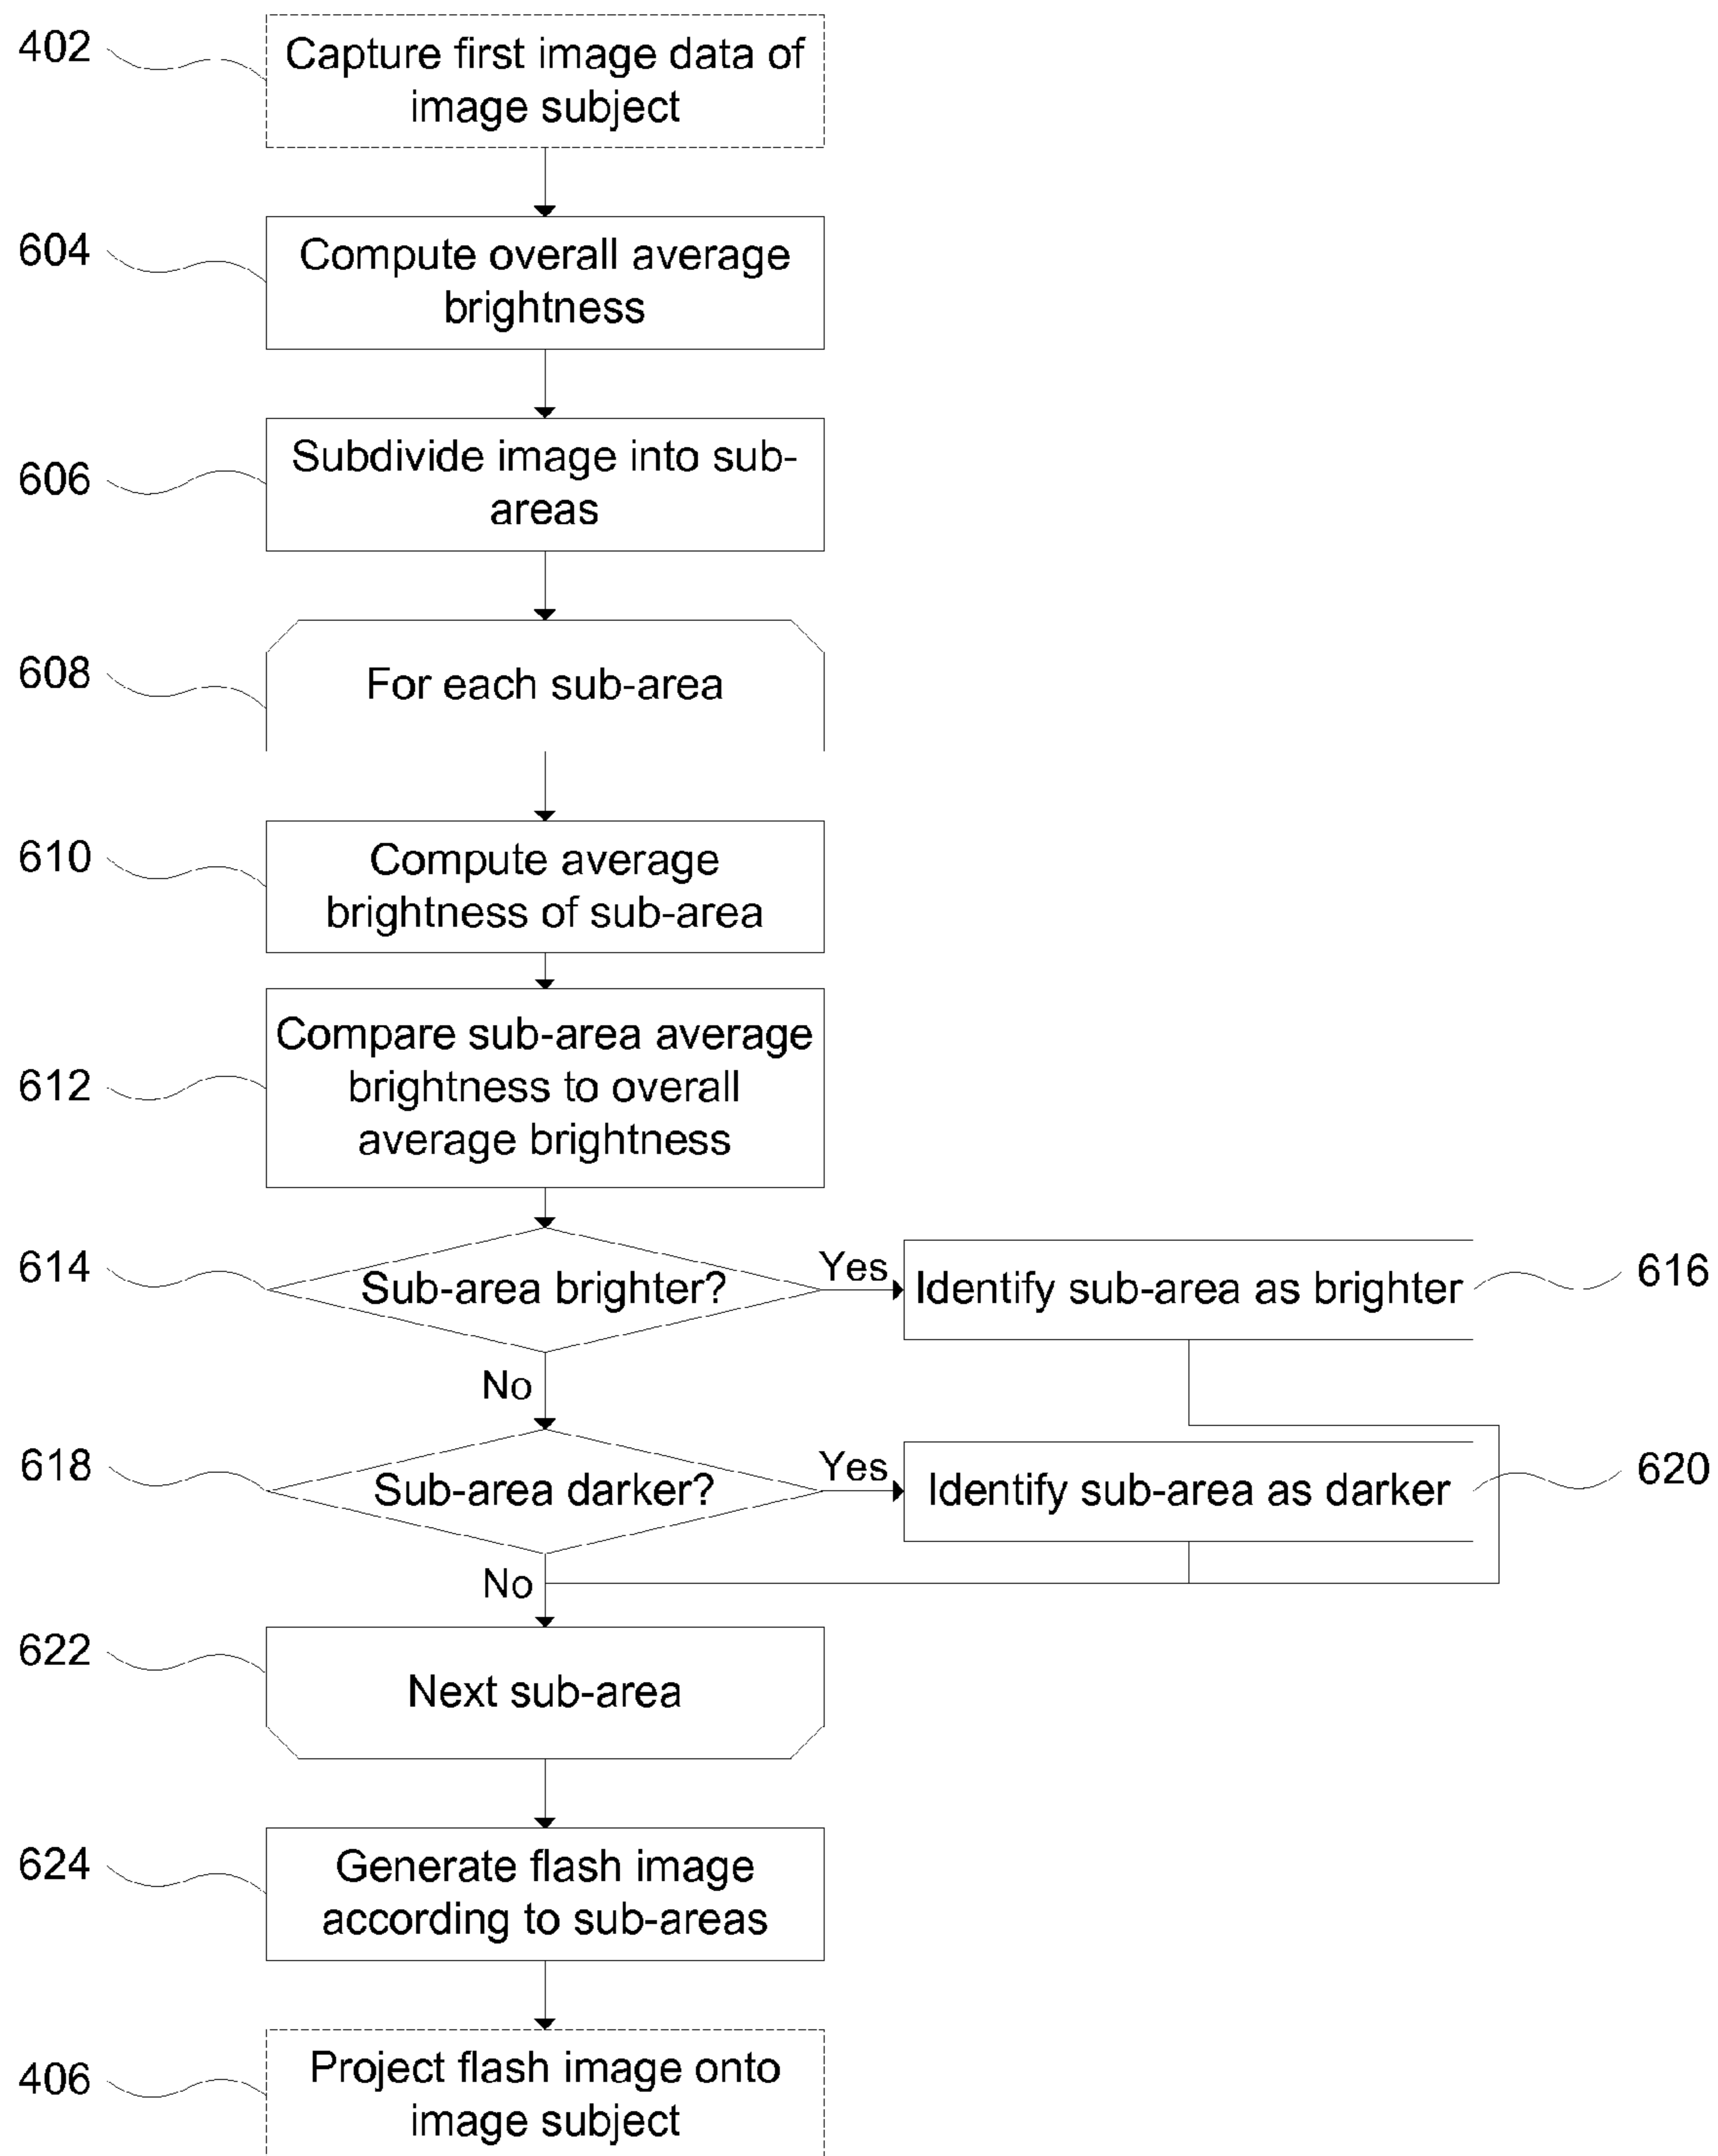 402
Capture first image data of
image subject
604
Compute overall average
brightness
606
Subdivide image into sub-
areas
608
For each sub-area
610
Compute average
brightness of sub-area
612
Compare sub-area average
brightness to overall
average brightness
614
Sub-area brighter?
Yes
Identify sub-area as brighter
616
No
618
Sub-area darker?
Yes
Identify sub-area as darker
620
No
622
Next sub-area
624
Generate flash image
according to sub-areas
406
Project flash image onto
image subject